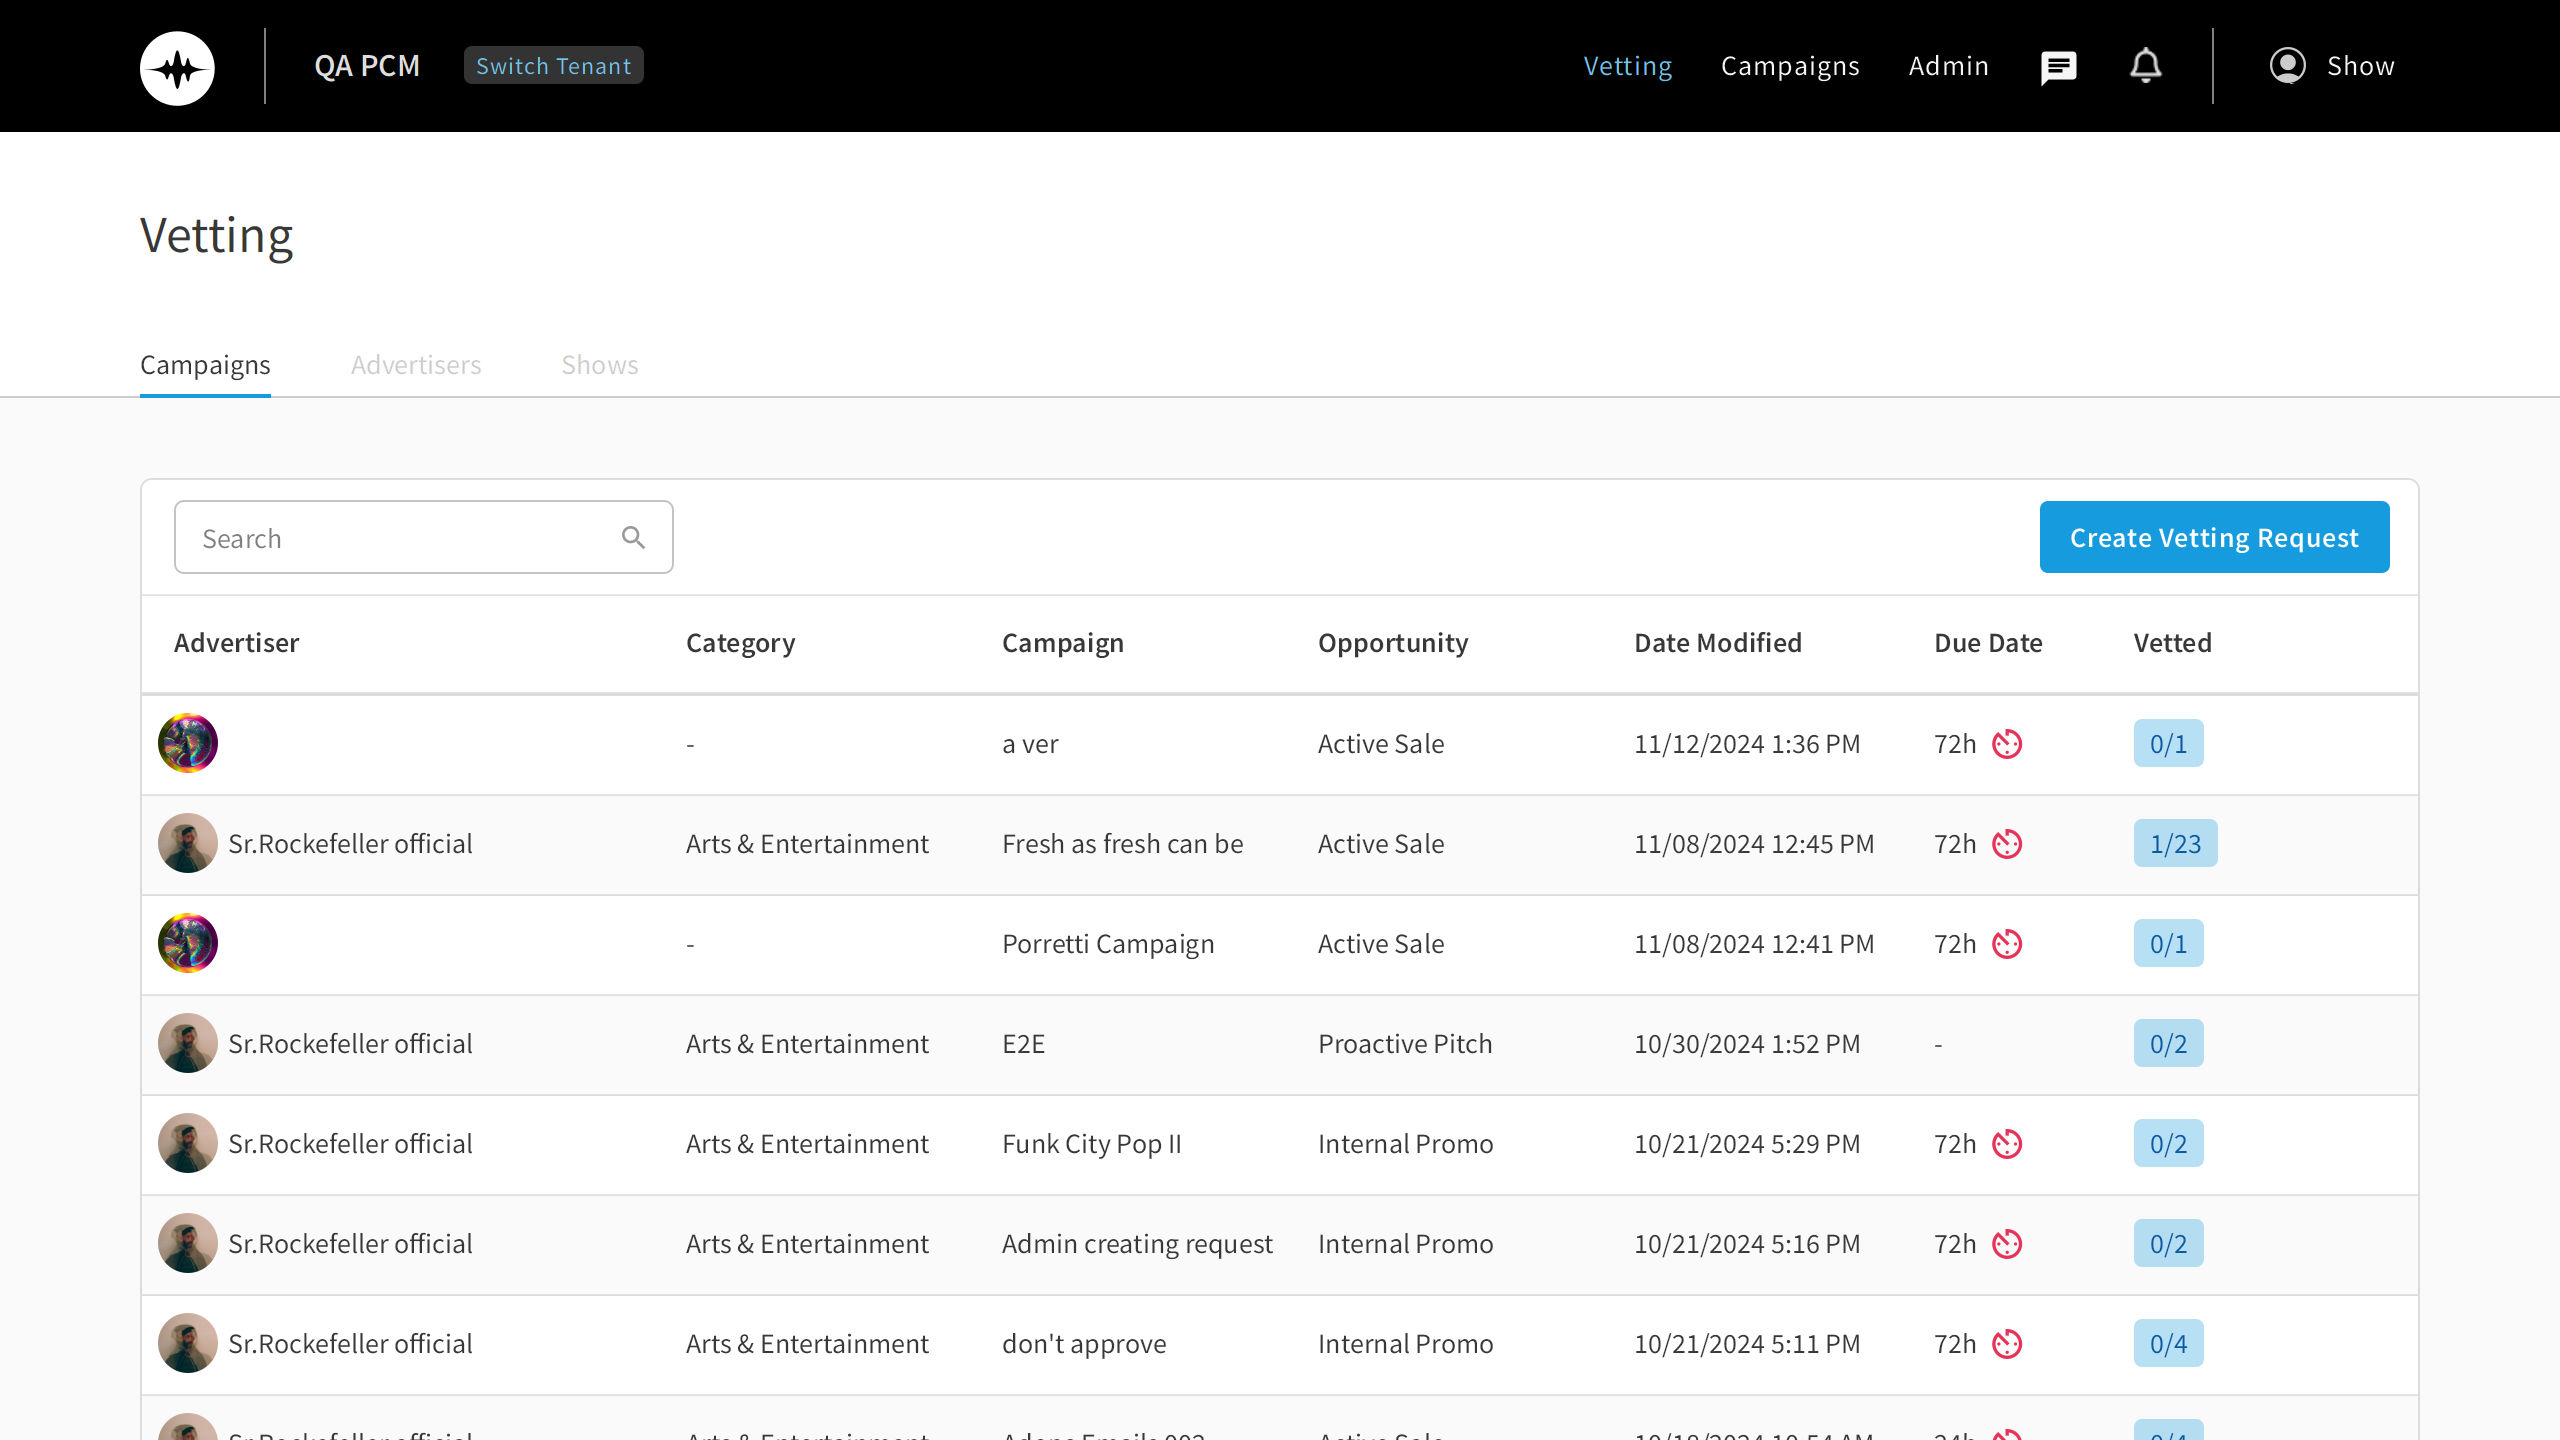 QA PCM Switch Tenant Vetting Campaigns Admin Show
Vetting
Campaigns Advertisers Shows
Search Create Vetting Request
Advertiser Category Campaign Opportunity Date Modified Due Date Vetted
- a ver Active Sale 11/12/2024 1:36 PM 72h 0/1
Sr.Rockefeller official Arts & Entertainment Fresh as fresh can be Active Sale 11/08/2024 12:45 PM 72h 1/23
- Porretti Campaign Active Sale 11/08/2024 12:41 PM 72h 0/1
Sr.Rockefeller official Arts & Entertainment E2E Proactive Pitch 10/30/2024 1:52 PM - 0/2
Sr.Rockefeller official Arts & Entertainment Funk City Pop II Internal Promo 10/21/2024 5:29 PM 72h 0/2
Sr.Rockefeller official Arts & Entertainment Admin creating request Internal Promo 10/21/2024 5:16 PM 72h 0/2
Sr.Rockefeller official Arts & Entertainment don't approve Internal Promo 10/21/2024 5:11 PM 72h 0/4
Sr.Rockefeller official Arts & Entertainment Active Sale